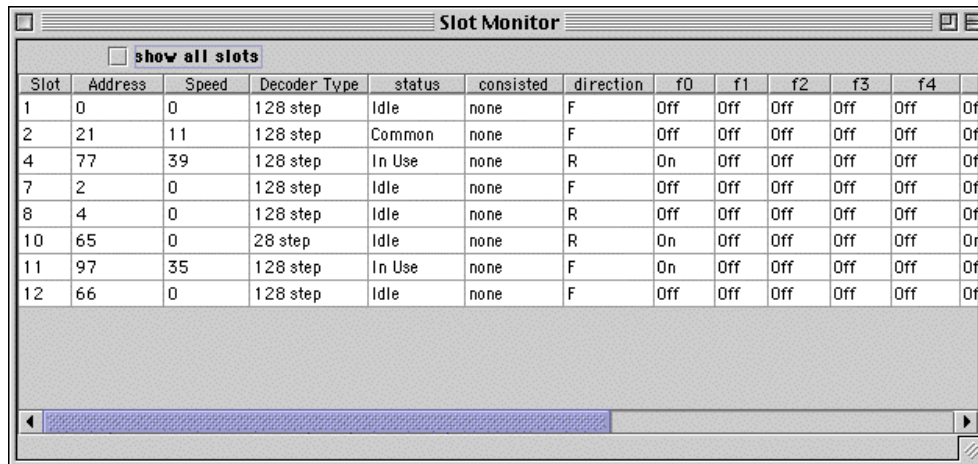 Slot Monitor
show all slots
Slot Address Speed Decoder Type status consisted direction f0 f1 f2 f3 f4
1 0 0 128 step Idle none F Off Off Off Off Off
2 21 11 128 step Common none F Off Off Off Off Off
4 77 39 128 step In Use none R On Off Off Off Off
7 2 0 128 step Idle none F Off Off Off Off Off
8 4 0 128 step Idle none R Off Off Off Off Off
10 65 0 28 step Idle none R On Off Off Off Off
11 97 35 128 step In Use none F On Off Off Off Off
12 66 0 128 step Idle none F Off Off Off Off Off